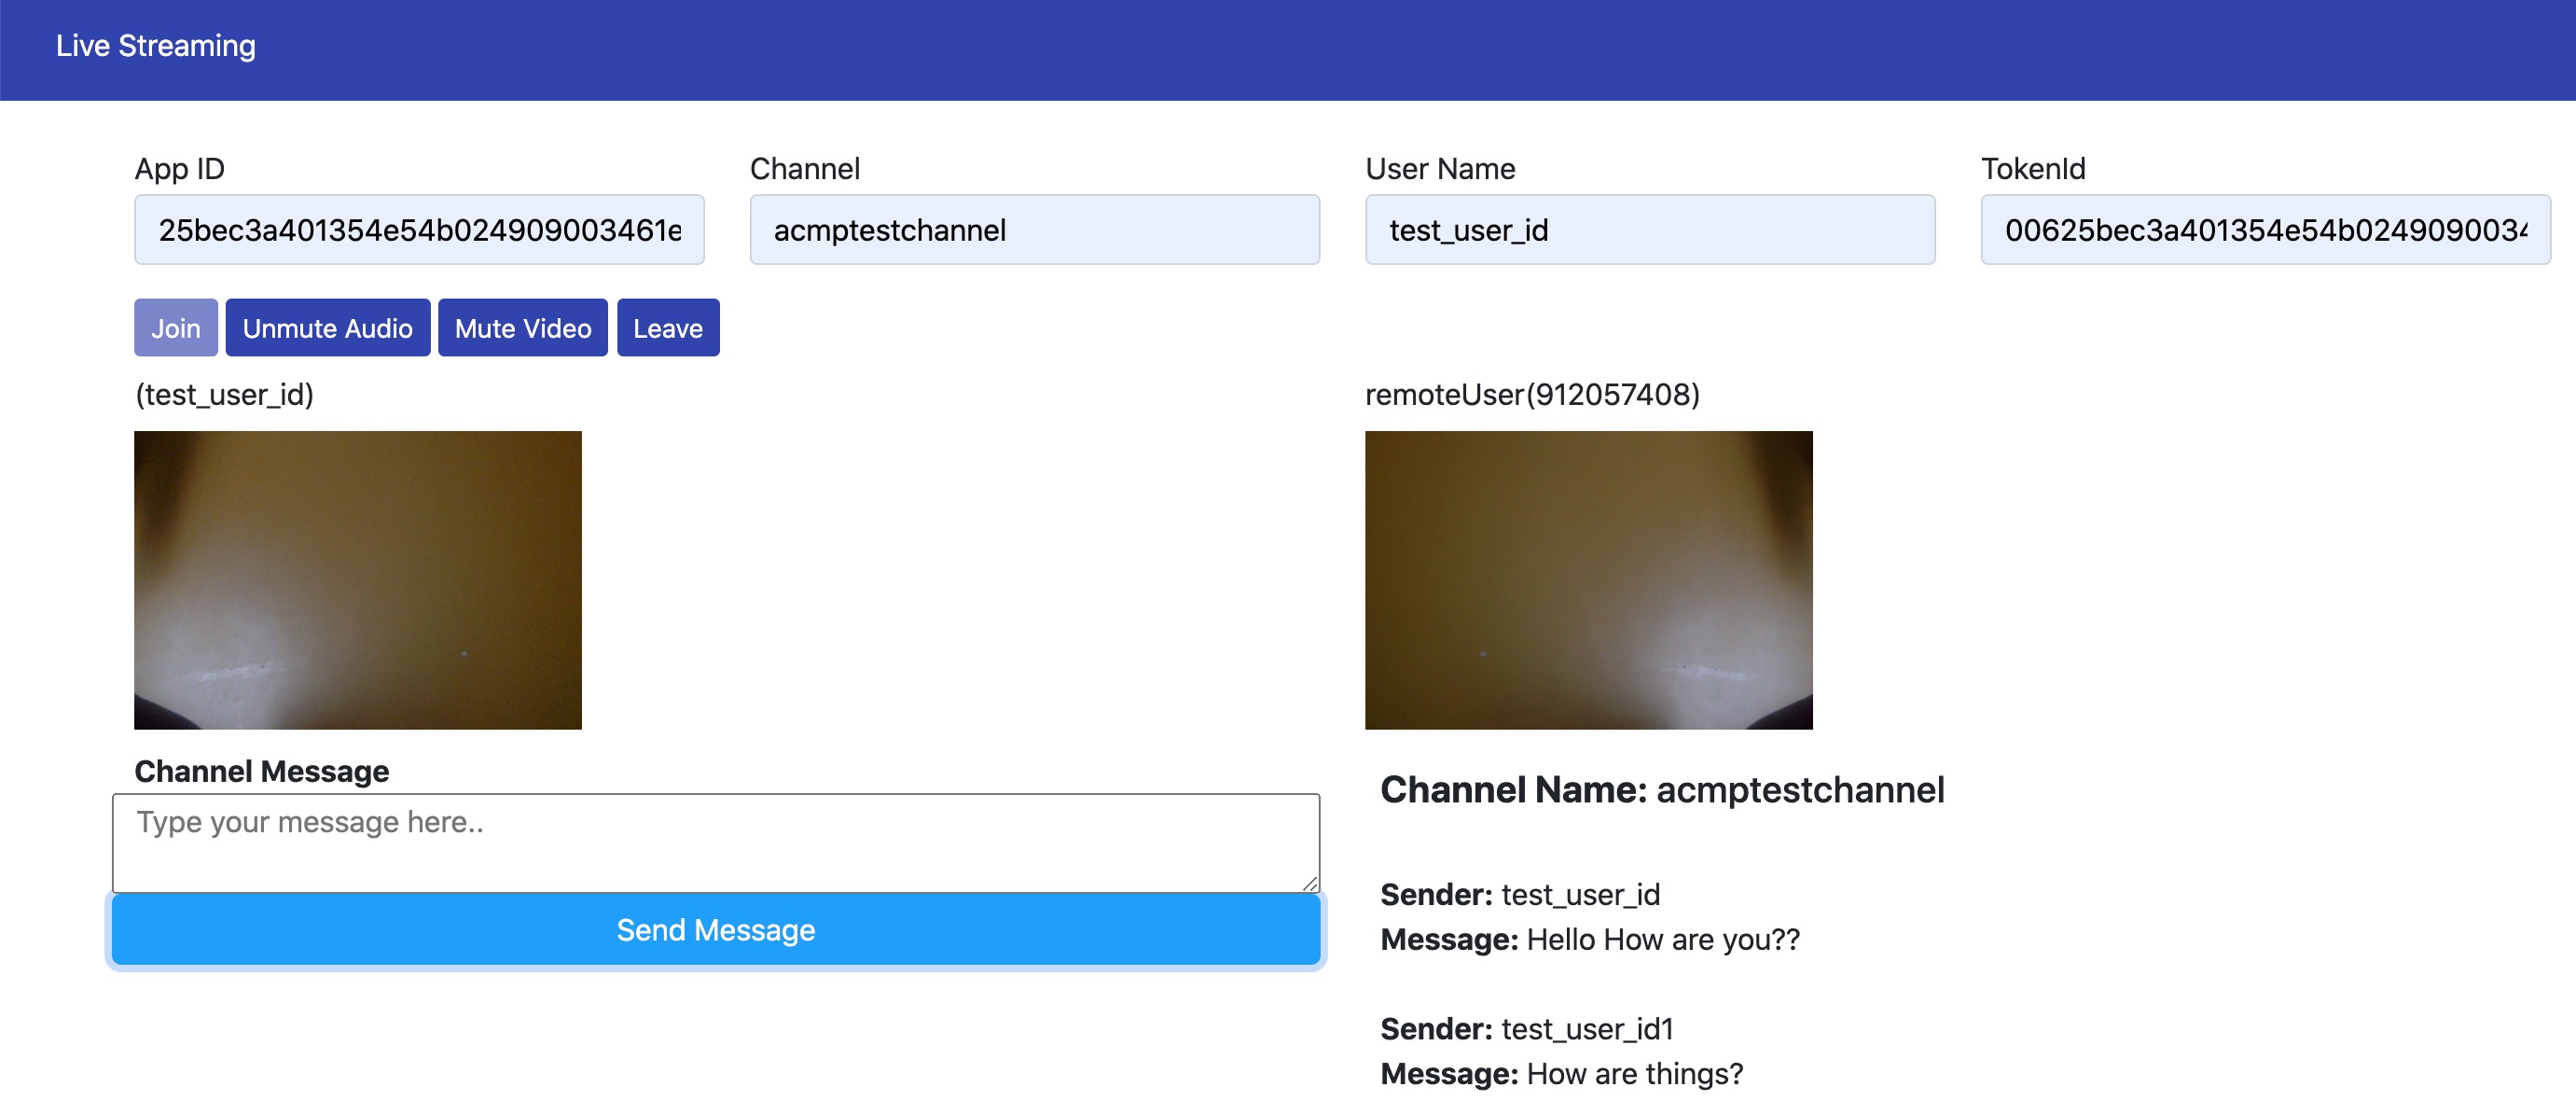 Live Streaming
App ID Channel User Name TokenId
25bec3a401354e54b024909003461e acmptestchannel test_user_id 00625bec3a401354e54b0249090034
Join Unmute Audio Mute Video Leave
(test_user_id) remoteUser(912057408)
Channel Message
Type your message here..
Send Message
Channel Name: acmptestchannel
Sender: test_user_id
Message: Hello How are you??
Sender: test_user_id1
Message: How are things?